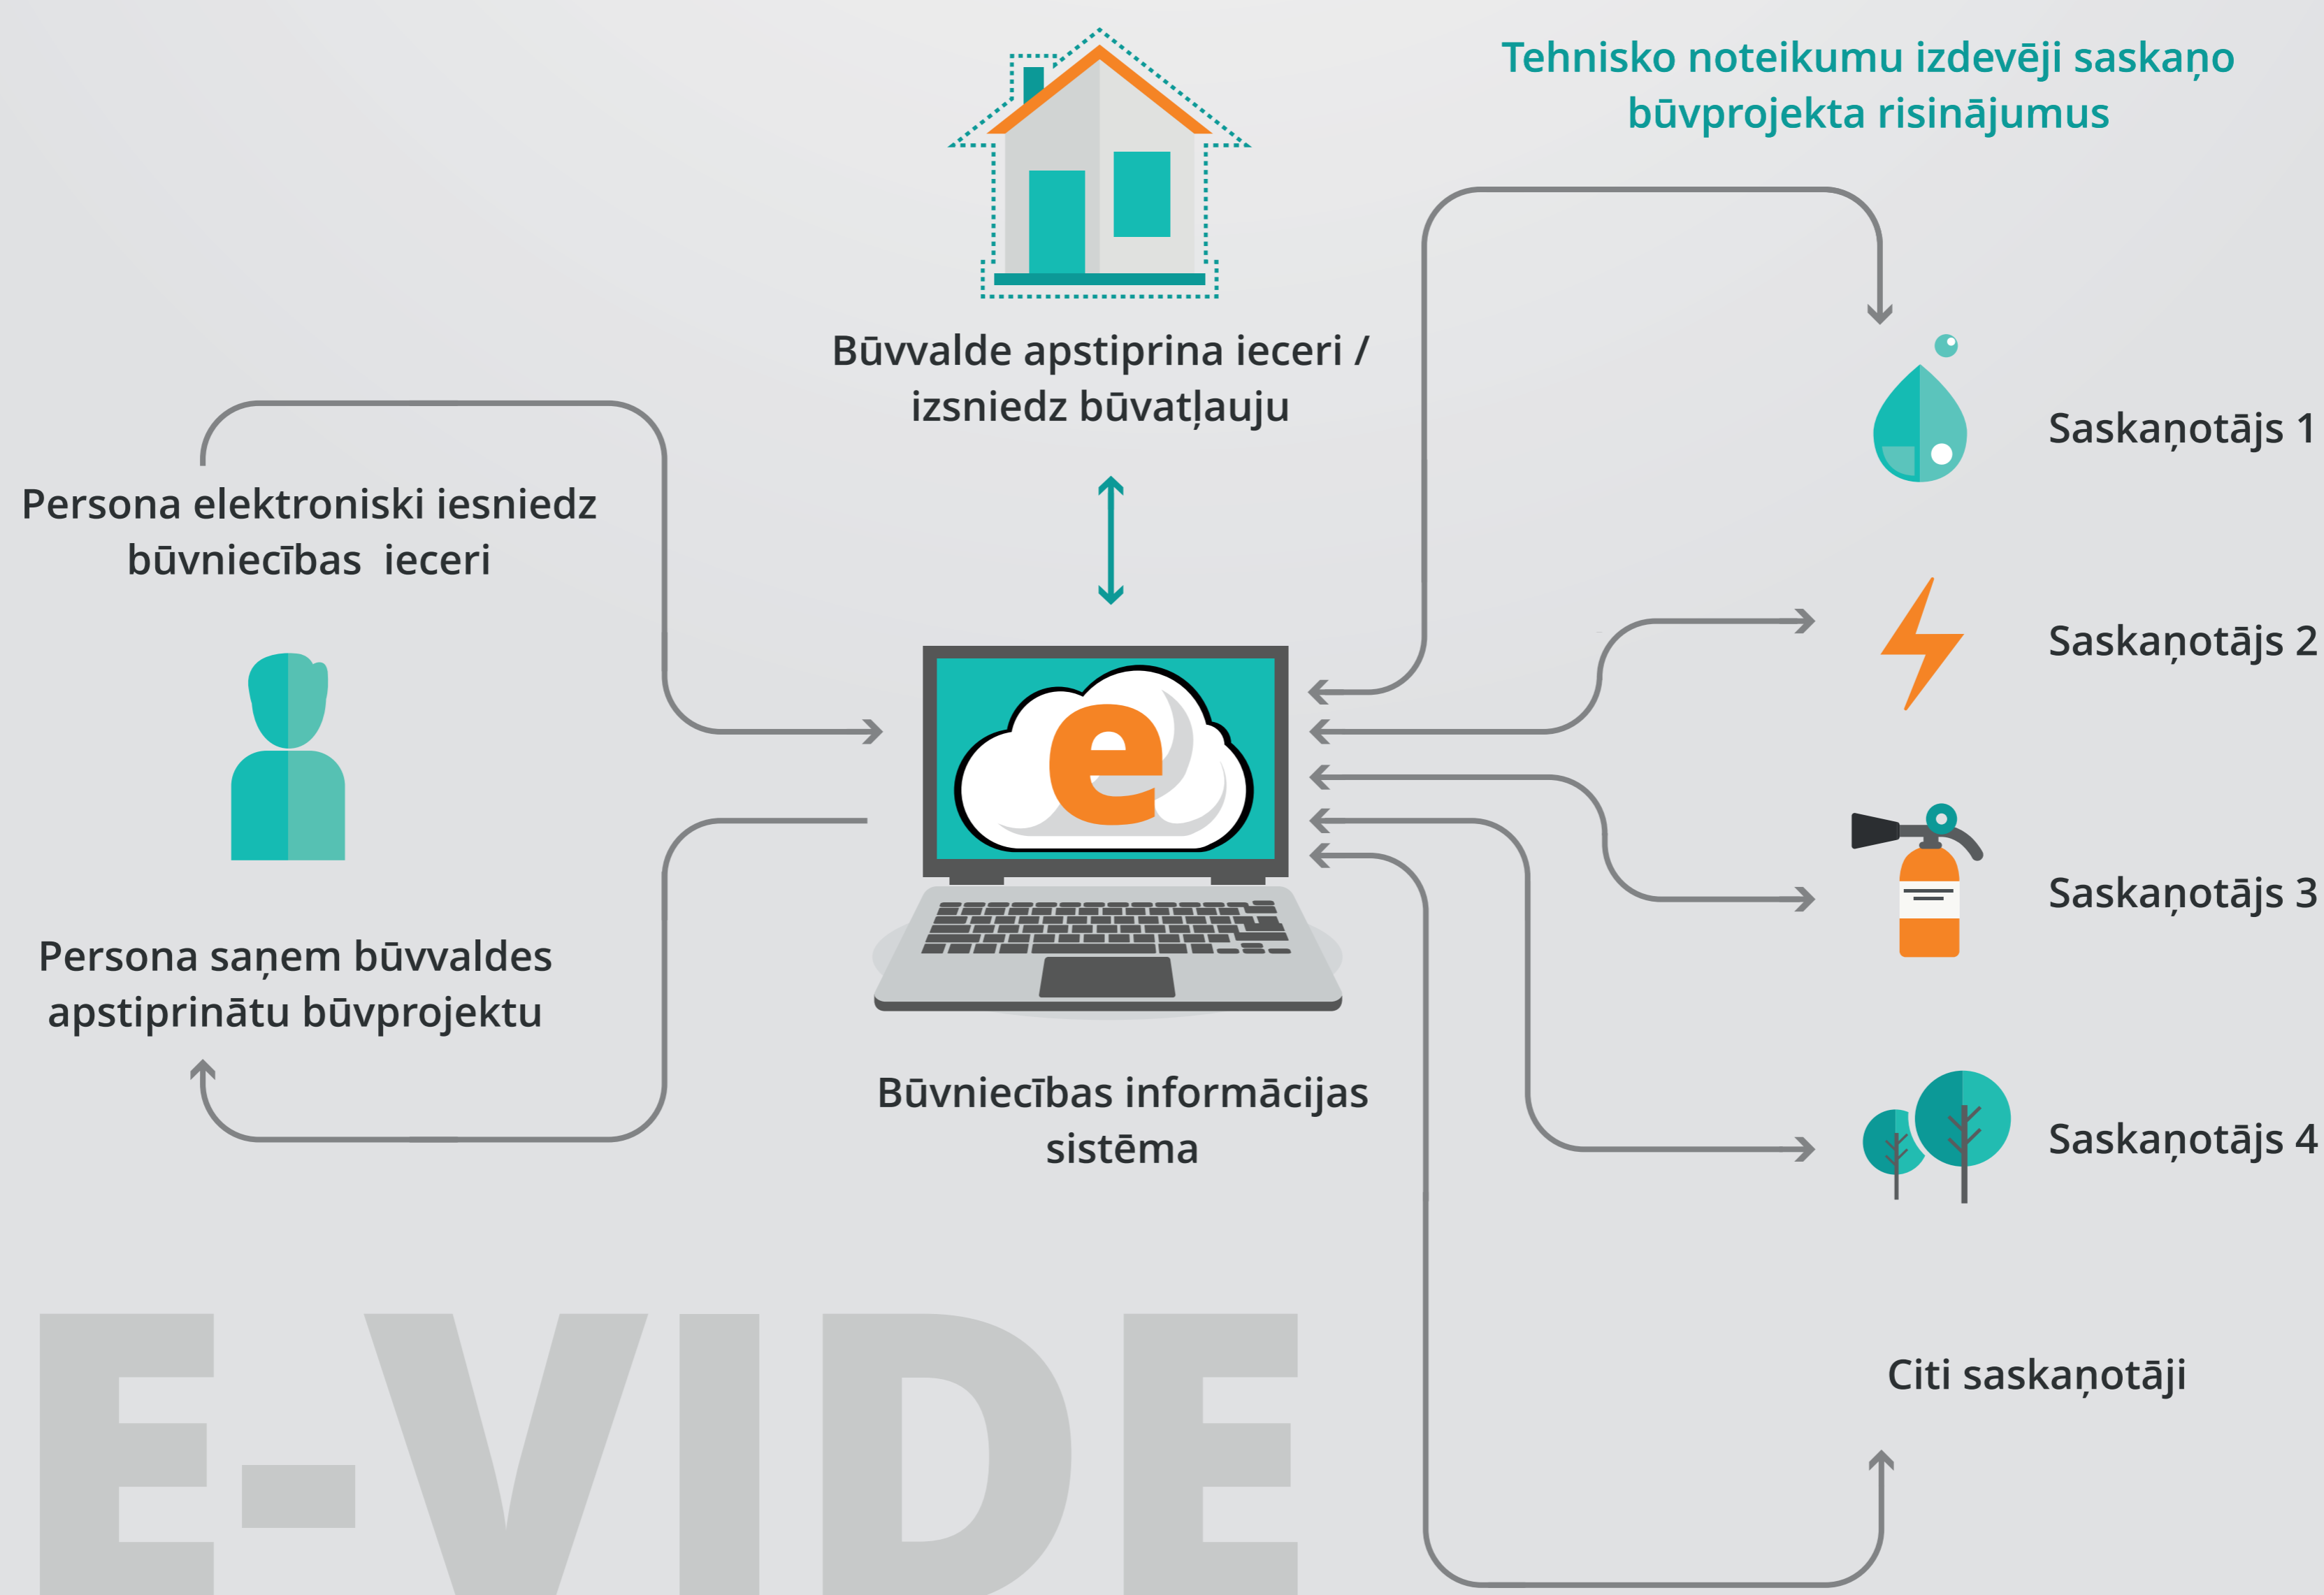 Tehnisko noteikumu izdevēji saskaņo
būvprojekta risinājumus
Būvvalde apstiprina ieceri /
izsniedz būvatļauju
Persona elektroniski iesniedz
būvniecības  ieceri
e
Persona saņem būvvaldes
apstiprinātu būvprojektu
Būvniecības informācijas
sistēma
Saskaņotājs 1
Saskaņotājs 2
Saskaņotājs 3
Saskaņotājs 4
Citi saskaņotāji
E-VIDE